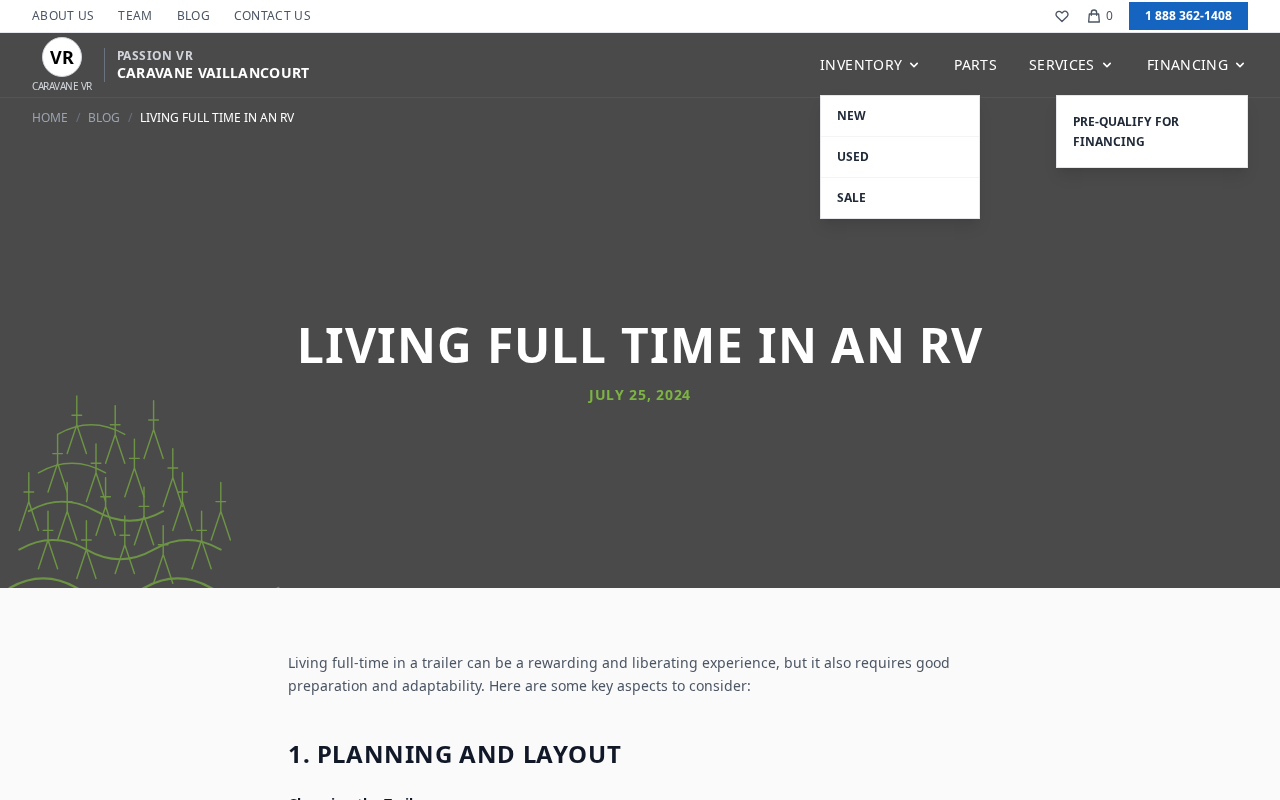 ABOUT US TEAM BLOG CONTACT US 0 1 888 362-1408
VR
CARAVANE VR
PASSION VR
CARAVANE VAILLANCOURT
INVENTORY PARTS SERVICES FINANCING
HOME / BLOG / LIVING FULL TIME IN AN RV
NEW
USED
SALE
PRE-QUALIFY FOR
FINANCING
LIVING FULL TIME IN AN RV
JULY 25, 2024
Living full-time in a trailer can be a rewarding and liberating experience, but it also requires good
preparation and adaptability. Here are some key aspects to consider:
1. PLANNING AND LAYOUT